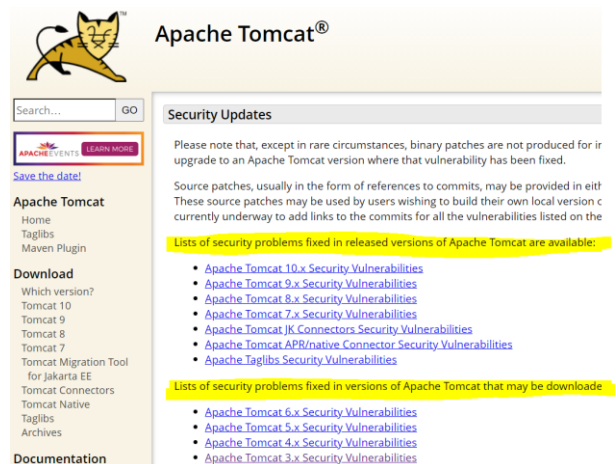 TM
Apache Tomcat®
Search... GO
APACHEEVENTS LEARN MORE
Save the date!
Apache Tomcat
Home
Taglibs
Maven Plugin
Download
Which version?
Tomcat 10
Tomcat 9
Tomcat 8
Tomcat 7
Tomcat Migration Tool
for Jakarta EE
Tomcat Connectors
Tomcat Native
Taglibs
Archives
Documentation
Security Updates
Please note that, except in rare circumstances, binary patches are not produced for
upgrade to an Apache Tomcat version where that vulnerability has been fixed.
Source patches, usually in the form of references to commits, may be provided in
These source patches may be used by users wishing to build their own local version
currently underway to add links to the commits for all the vulnerabilities listed on the
Lists of security problems fixed in released versions of Apache Tomcat are available:
Apache Tomcat 10.x Security Vulnerabilities
Apache Tomcat 9.x Security Vulnerabilities
Apache Tomcat 8.x Security Vulnerabilities
Apache Tomcat 7.x Security Vulnerabilities
Apache Tomcat JK Connectors Security Vulnerabilities
Apache Tomcat APR/native Connector Security Vulnerabilities
Apache Taglibs Security Vulnerabilities
Lists of security problems fixed in versions of Apache Tomcat that may be downloade
Apache Tomcat 6.x Security Vulnerabilities
Apache Tomcat 5.x Security Vulnerabilities
Apache Tomcat 4.x Security Vulnerabilities
Apache Tomcat 3.x Security Vulnerabilities